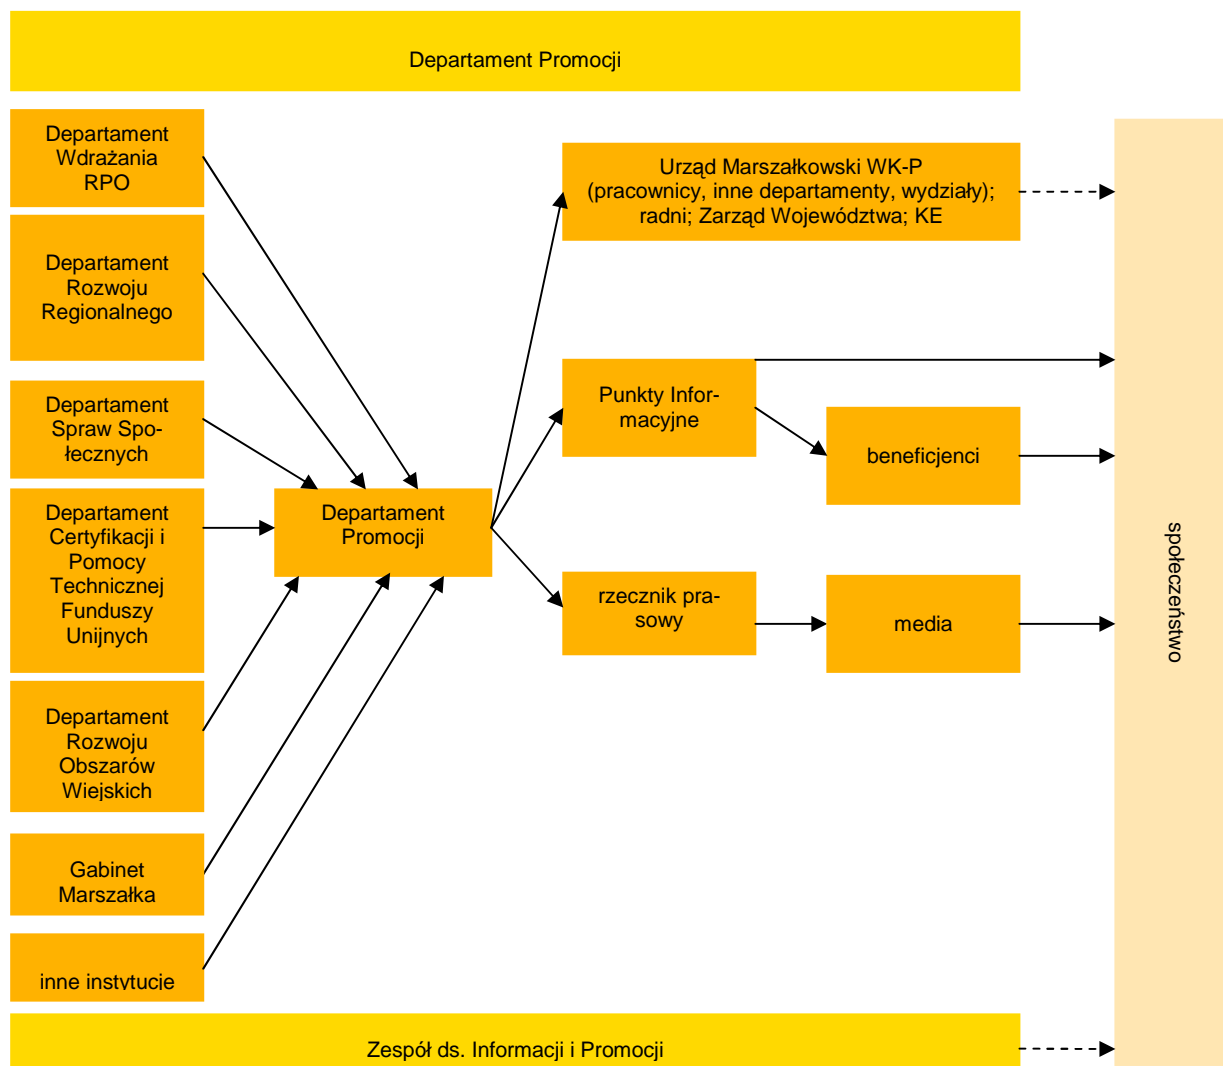 Departament Promocji
Departament
Wdrażania
RPO
Urząd Marszałkowski WK-P
(pracownicy, inne departamenty, wydziały);
radni; Zarząd Województwa; KE
Departament
Rozwoju
Regionalnego
Departament
Spraw Spo-
łecznych
Punkty Infor-
macyjne
beneficjenci
Departament
Certyfikacji i
Pomocy
Technicznej
Funduszy
Unijnych
Departament
Promocji
rzecznik pra-
sowy
media
społeczeństwo
Departament
Rozwoju
Obszarów
Wiejskich
Gabinet
Marszałka
inne instytucje
Zespół ds. Informacji i Promocji